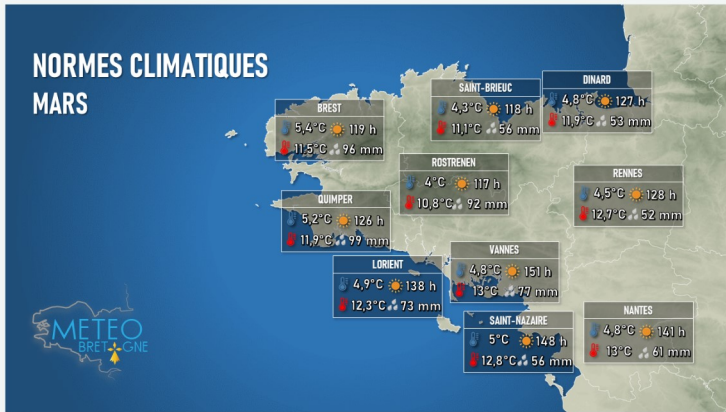 NORMES CLIMATIQUES
MARS
BREST
5,4°C 119 h
11,5°C 96 mm
SAINT-BRIEUC
4,3°C 118 h
11,1°C 56 mm
DINARD
4,8°C 127 h
11,9°C 53 mm
ROSTRENEN
4°C 117 h
10,8°C 92 mm
RENNES
4,5°C 128 h
12,7°C 52 mm
QUIMPER
5,2°C 126 h
11,9°C 99 mm
VANNES
4,8°C 151 h
13°C 77 mm
LORIENT
4,9°C 138 h
12,3°C 73 mm
SAINT-NAZAIRE
5°C 148 h
12,8°C 56 mm
NANTES
4,8°C 141 h
13°C 61 mm
METEO
BRETAGNE